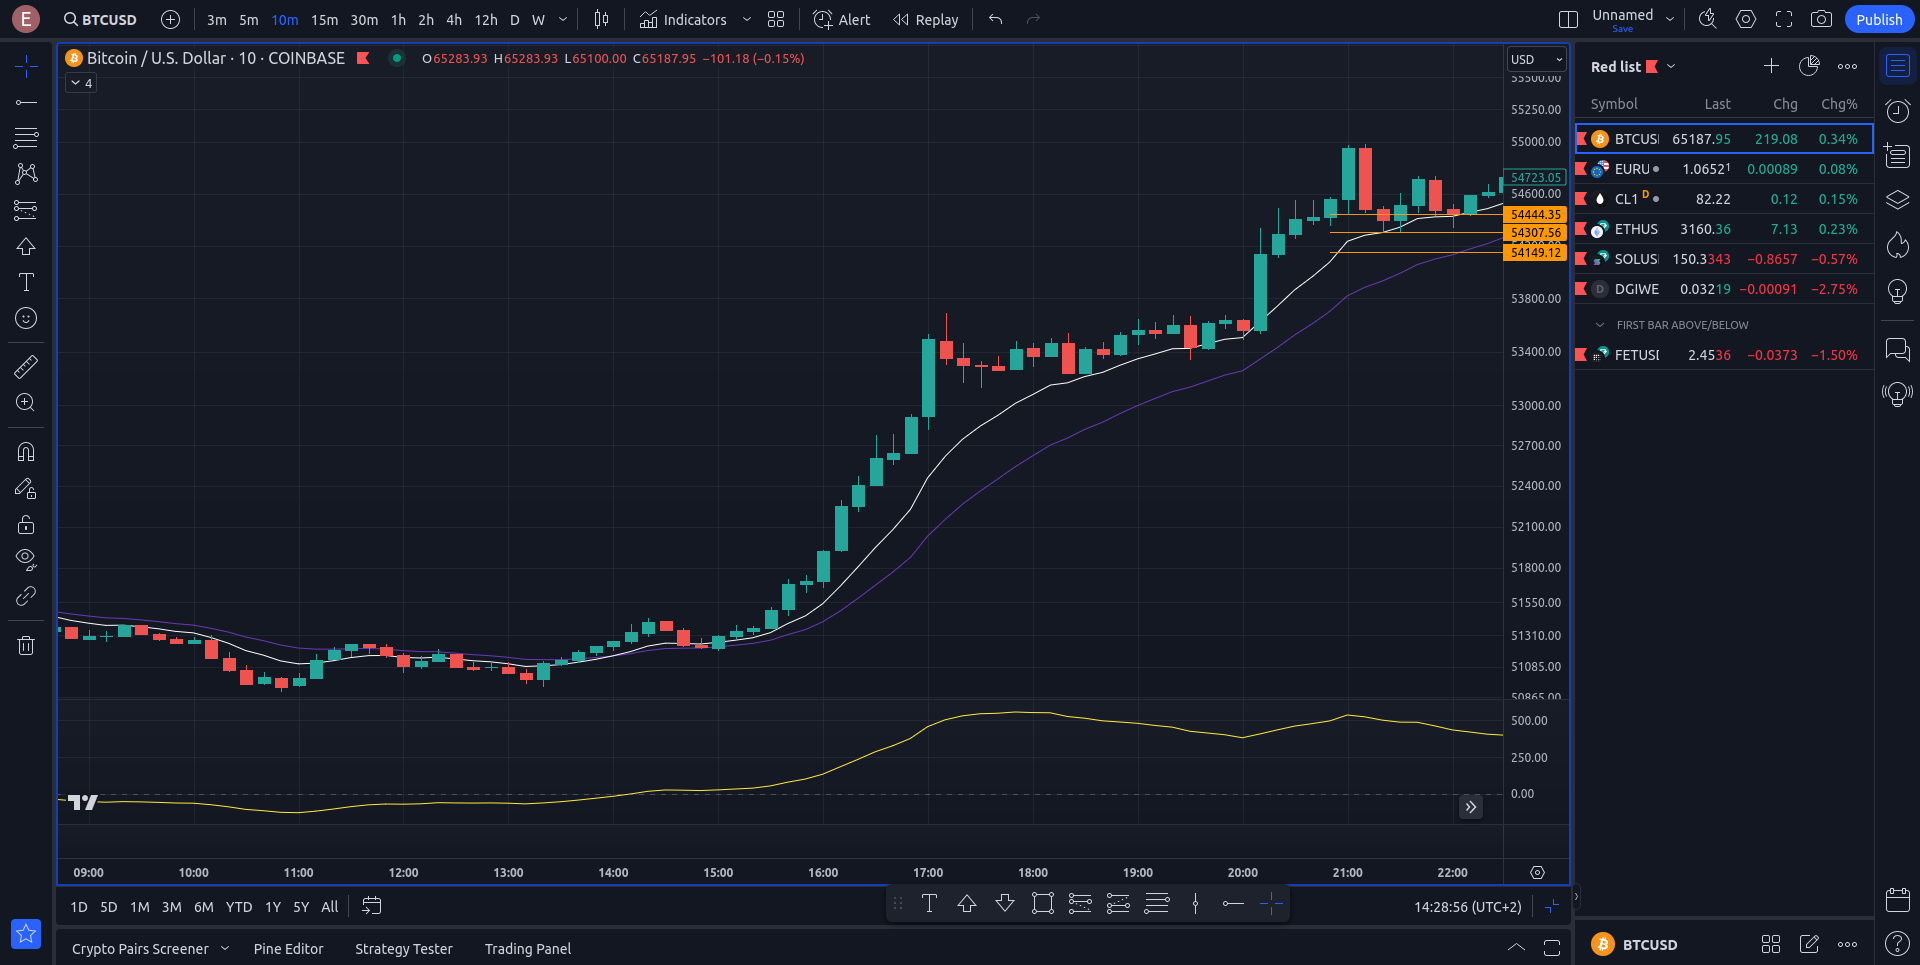 E BTCUSD 3m 5m 10m 15m 30m 1h 2h 4h 12h D W Indicators Alert Replay Unnamed Publish
Save
Bitcoin / U.S. Dollar · 10 · COINBASE O65283.93 H65283.93 L65100.00 C65187.95 −101.18 (−0.15%)
4
USD
55500.00
55250.00
55000.00
54723.05
54600.00
54444.35
54307.56
54149.12
53800.00
53400.00
53000.00
52700.00
52400.00
52100.00
51800.00
51550.00
51310.00
51085.00
50865.00
500.00
250.00
0.00
09:00 10:00 11:00 12:00 13:00 14:00 15:00 16:00 17:00 18:00 19:00 20:00 21:00 22:00
1D 5D 1M 3M 6M YTD 1Y 5Y All
T
14:28:56 (UTC+2)
Crypto Pairs Screener Pine Editor Strategy Tester Trading Panel
Red list
Symbol Last Chg Chg%
BTCUS 65187.95 219.08 0.34%
EURU 1.06521 0.00089 0.08%
CL1 D 82.22 0.12 0.15%
ETHUS 3160.36 7.13 0.23%
SOLUS 150.3343 −0.8657 −0.57%
D DGIWE 0.03219 −0.00091 −2.75%
FIRST BAR ABOVE/BELOW
FETUS 2.4536 −0.0373 −1.50%
BTCUSD